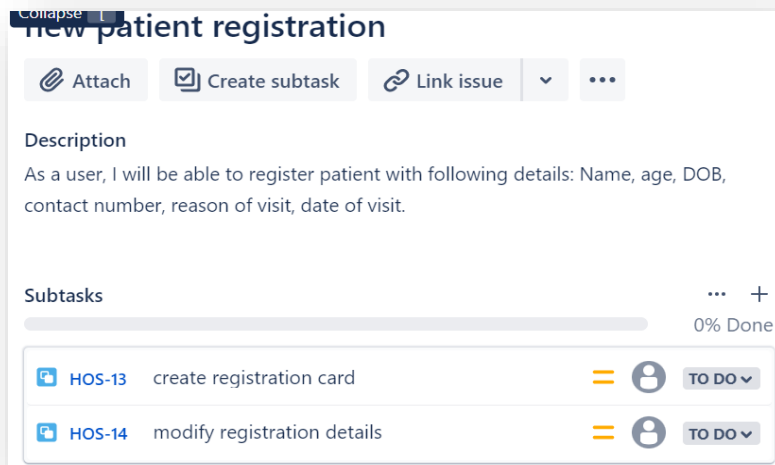 Collapse [
new patient registration
Attach
Create subtask
Link issue
Description
As a user, I will be able to register patient with following details: Name, age, DOB,
contact number, reason of visit, date of visit.
Subtasks
0% Done
HOS-13 create registration card TO DO
HOS-14 modify registration details TO DO